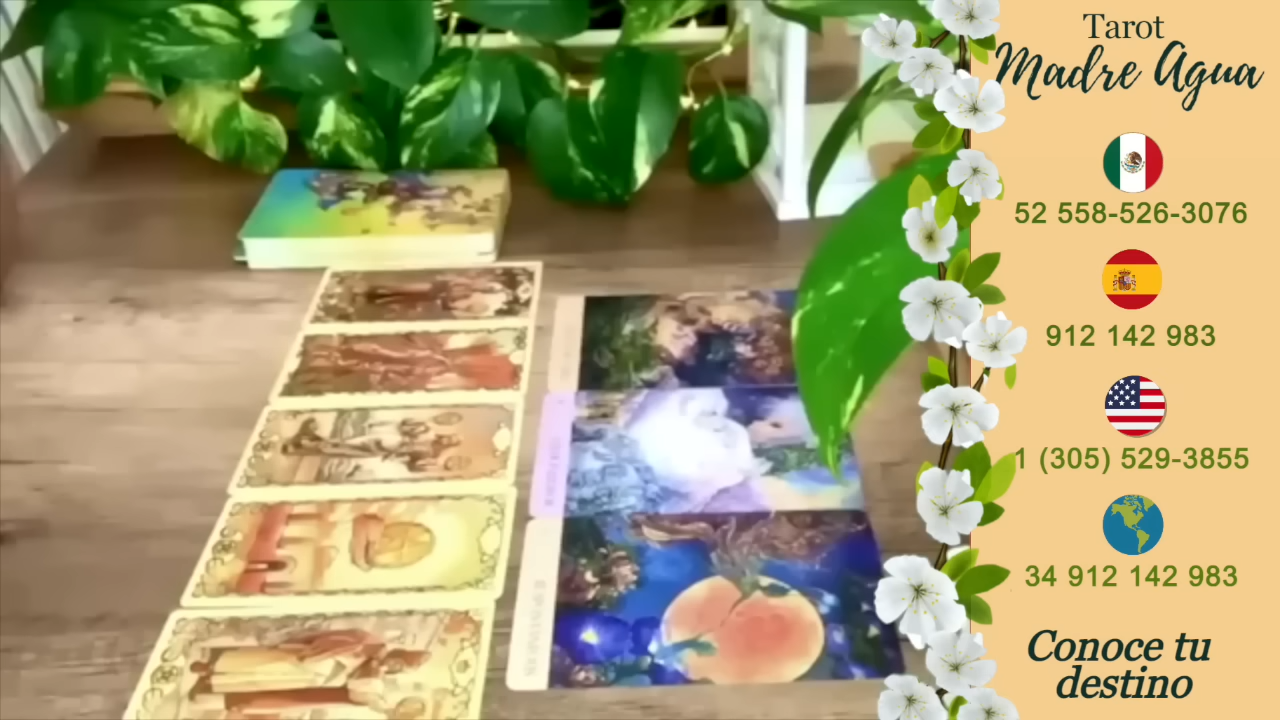 Tarot
Madre Agua
52 558-526-3076
912 142 983
1 (305) 529-3855
34 912 142 983
Conoce tu
destino